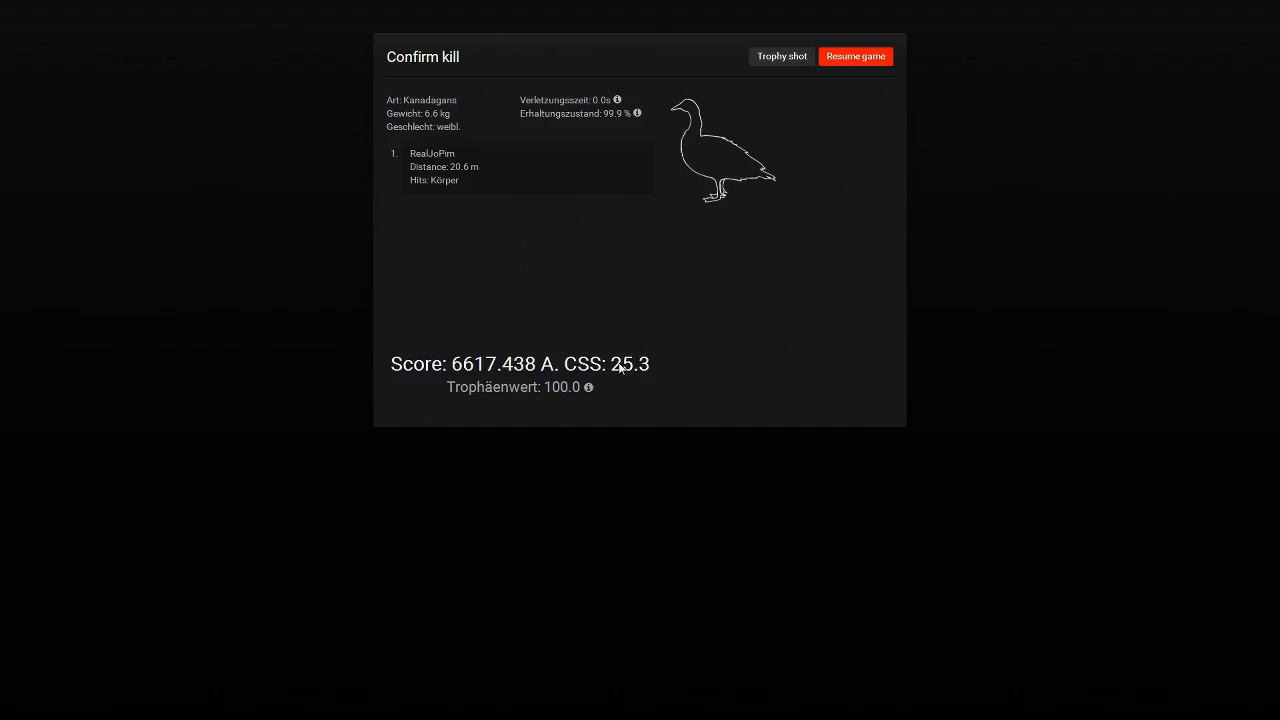 Confirm kill
Trophy shot
Resume game
Art: Kanadagans
Gewicht: 6.6 kg
Geschlecht: weibl.
Verletzungsszeit: 0.0s
Erhaltungszustand: 99.9 %
1. RealJoPim
Distance: 20.6 m
Hits: Körper
Score: 6617.438 A. CSS: 25.3
Trophäenwert: 100.0